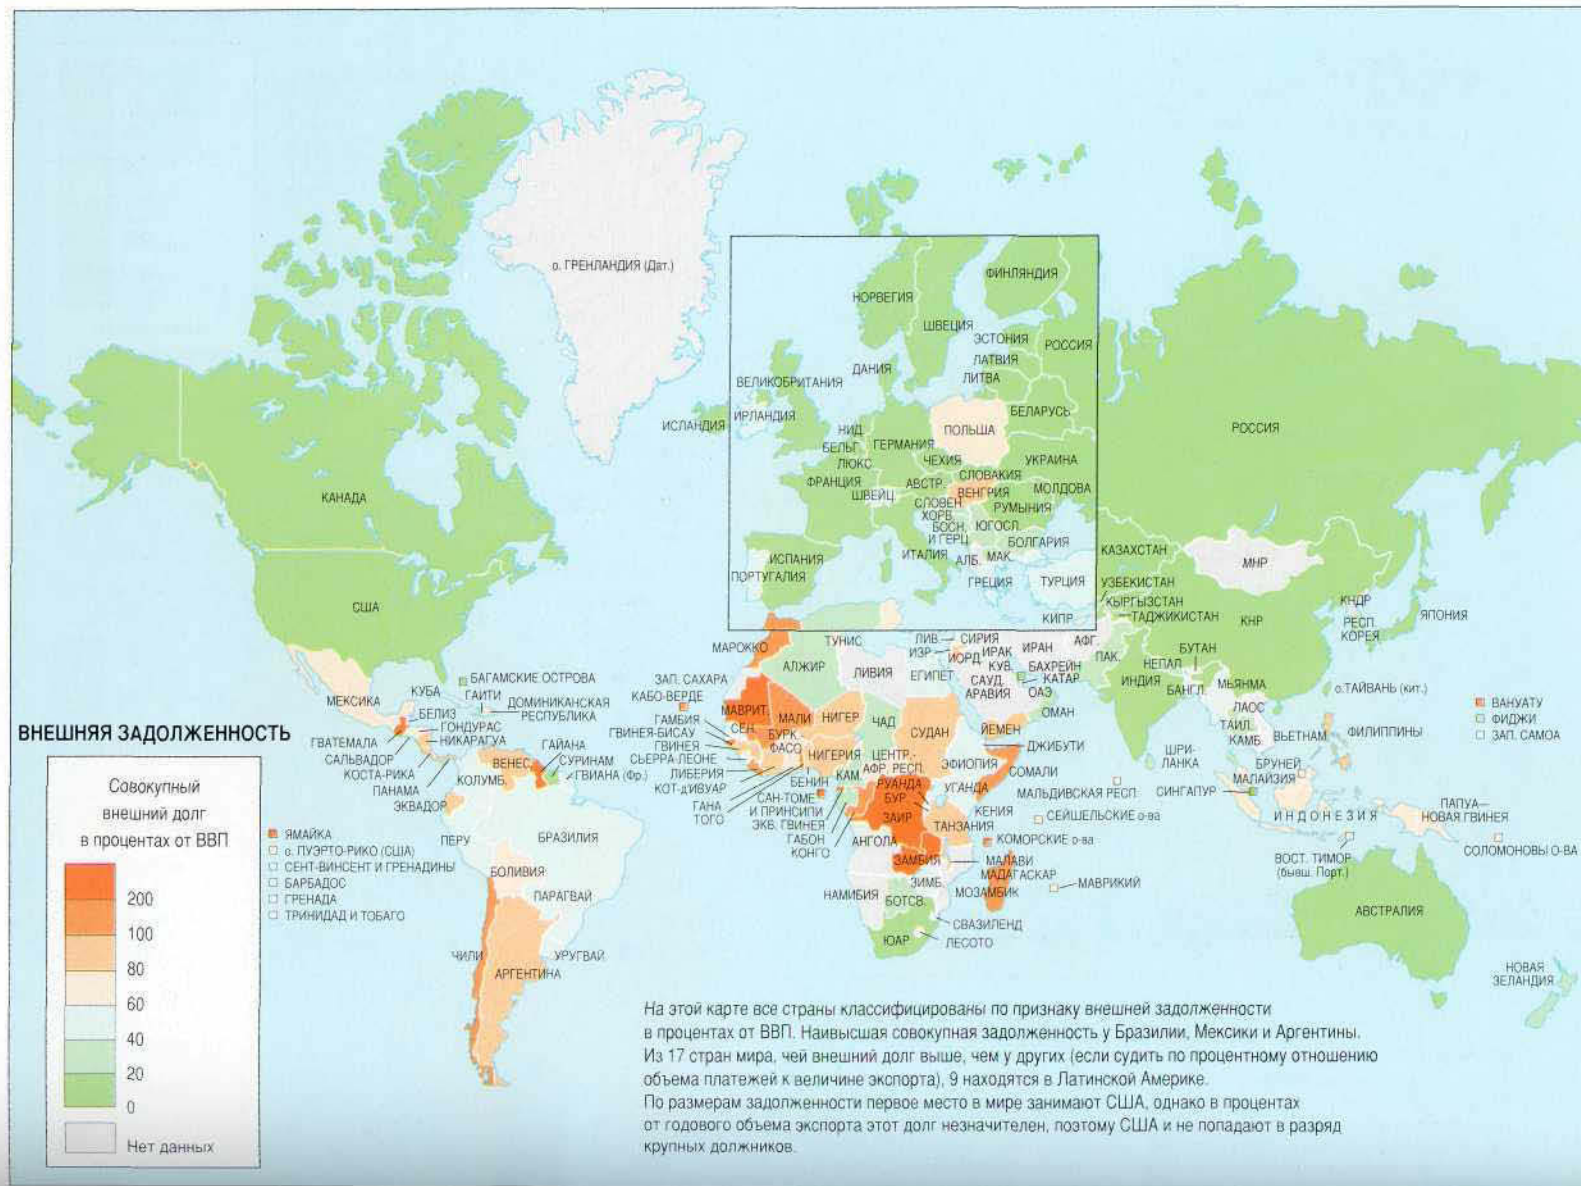 о. ГРЕНЛАНДИЯ (Дат.)
КАНАДА
США
ИСЛАНДИЯ
НОРВЕГИЯ
ФИНЛЯНДИЯ
ШВЕЦИЯ
ЭСТОНИЯ
РОССИЯ
ДАНИЯ
ЛАТВИЯ
ЛИТВА
ВЕЛИКОБРИТАНИЯ
ИРЛАНДИЯ
БЕЛАРУСЬ
НИД.
БЕЛЬГ.
ЛЮКС.
ГЕРМАНИЯ
ПОЛЬША
ЧЕХИЯ
УКРАИНА
СЛОВАКИЯ
ФРАНЦИЯ
АВСТР.
ШВЕЙЦ.
ВЕНГРИЯ
МОЛДОВА
СЛОВЕН.
ХОРВ.
РУМЫНИЯ
БОСН.
И ГЕРЦ.
ЮГОСЛ.
БОЛГАРИЯ
ИСПАНИЯ
ПОРТУГАЛИЯ
ИТАЛИЯ
АЛБ.
МАК.
ГРЕЦИЯ
ТУРЦИЯ
КИПР
РОССИЯ
КАЗАХСТАН
УЗБЕКИСТАН
КЫРГЫЗСТАН
ТАДЖИКИСТАН
МНР
КНР
КНДР
РЕСП.
КОРЕЯ
ЯПОНИЯ
МАРОККО
ТУНИС
АЛЖИР
ЛИВИЯ
ЕГИПЕТ
ЛИВ.
СИРИЯ
ИЗР.
ИОРД.
ИРАК
ИРАН
АФГ.
КУВ.
БАХРЕЙН
КАТАР
САУД.
АРАВИЯ
ОАЭ
ОМАН
ЙЕМЕН
ПАК.
БУТАН
НЕПАЛ
ИНДИЯ
БАНГЛ.
МЬЯНМА
ЛАОС
ТАИЛ.
КАМБ.
ВЬЕТНАМ
о.ТАЙВАНЬ (кит.)
ФИЛИППИНЫ
ШРИ-
ЛАНКА
БРУНЕЙ
МАЛАЙЗИЯ
СИНГАПУР
МАЛЬДИВСКАЯ РЕСП.
ИНДОНЕЗИЯ
ПАПУА—
НОВАЯ ГВИНЕЯ
СОЛОМОНОВЫ О-ВА
ВОСТ. ТИМОР
(бывш. Порт.)
АВСТРАЛИЯ
НОВАЯ
ЗЕЛАНДИЯ
ВАНУАТУ
ФИДЖИ
ЗАП. САМОА
ЗАП. САХАРА
КАБО-ВЕРДЕ
МАВРИТ.
МАЛИ
НИГЕР
ЧАД
СУДАН
СЕН.
БУРК.-
ФАСО
ГАМБИЯ
ГВИНЕЯ-БИСАУ
ГВИНЕЯ
СЬЕРРА-ЛЕОНЕ
ЛИБЕРИЯ
КОТ-д'ИВУАР
ГАНА
ТОГО
БЕНИН
НИГЕРИЯ
КАМ.
ЦЕНТР.-
АФР. РЕСП.
САН-ТОМЕ
И ПРИНСИПИ
ЭКВ. ГВИНЕЯ
ГАБОН
КОНГО
РУАНДА
БУР.
ЗАИР
ДЖИБУТИ
ЭФИОПИЯ
СОМАЛИ
УГАНДА
КЕНИЯ
ТАНЗАНИЯ
СЕЙШЕЛЬСКИЕ о-ва
КОМОРСКИЕ о-ва
АНГОЛА
ЗАМБИЯ
МАЛАВИ
МАДАГАСКАР
МОЗАМБИК
МАВРИКИЙ
НАМИБИЯ
ЗИМБ.
БОТСВ.
СВАЗИЛЕНД
ЮАР
ЛЕСОТО
МЕКСИКА
КУБА
БАГАМСКИЕ ОСТРОВА
ГАИТИ
ДОМИНИКАНСКАЯ
РЕСПУБЛИКА
БЕЛИЗ
ГОНДУРАС
НИКАРАГУА
ГВАТЕМАЛА
САЛЬВАДОР
КОСТА-РИКА
ПАНАМА
ЭКВАДОР
ВЕНЕС.
КОЛУМБ.
ГАЙАНА
СУРИНАМ
ГВИАНА (Фр.)
ПЕРУ
БРАЗИЛИЯ
БОЛИВИЯ
ПАРАГВАЙ
ЧИЛИ
АРГЕНТИНА
УРУГВАЙ
ЯМАЙКА
о. ПУЭРТО-РИКО (США)
СЕНТ-ВИНСЕНТ И ГРЕНАДИНЫ
БАРБАДОС
ГРЕНАДА
ТРИНИДАД И ТОБАГО
ВНЕШНЯЯ ЗАДОЛЖЕННОСТЬ
Совокупный
внешний долг
в процентах от ВВП
200
100
80
60
40
20
0
Нет данных
На этой карте все страны классифицированы по признаку внешней задолженности
в процентах от ВВП. Наивысшая совокупная задолженность у Бразилии, Мексики и Аргентины.
Из 17 стран мира, чей внешний долг выше, чем у других (если судить по процентному отношению
объема платежей к величине экспорта), 9 находятся в Латинской Америке.
По размерам задолженности первое место в мире занимают США, однако в процентах
от годового объема экспорта этот долг незначителен, поэтому США и не попадают в разряд
крупных должников.